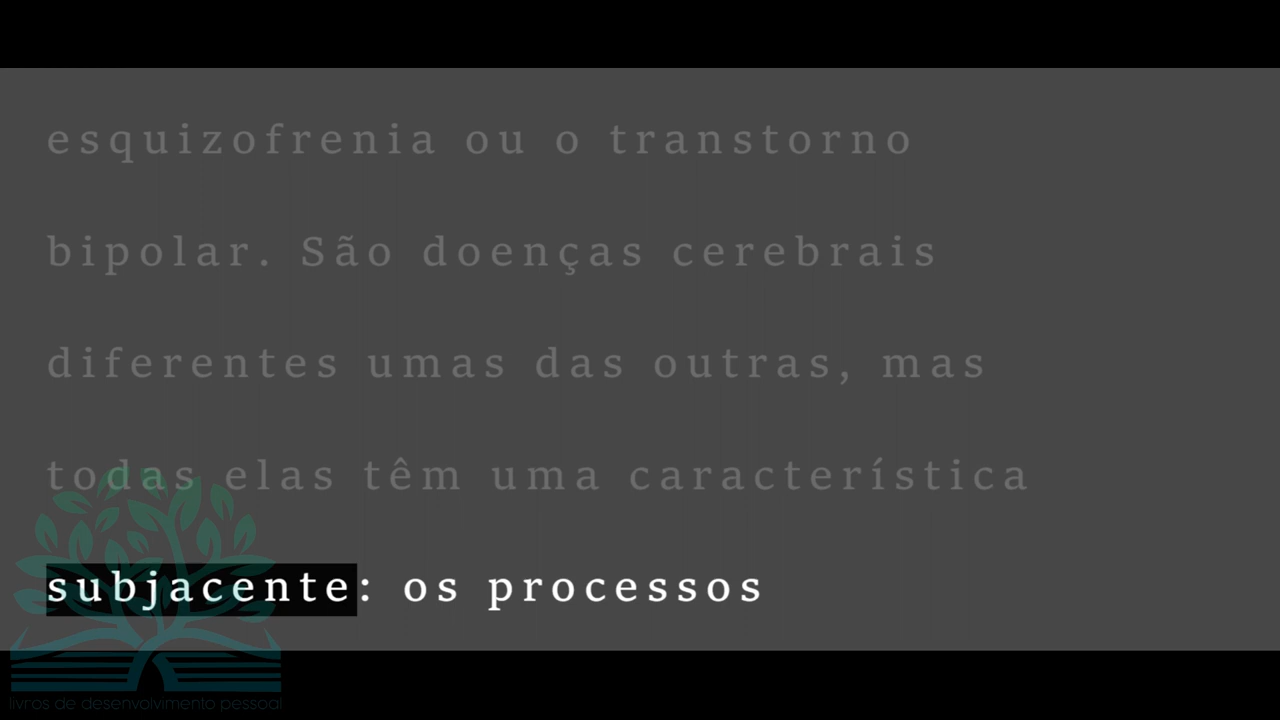 esquizofrenia ou o transtorno
bipolar. São doenças cerebrais
diferentes umas das outras, mas
todas elas têm uma característica
subjacente: os processos
livros de desenvolvimento pessoal